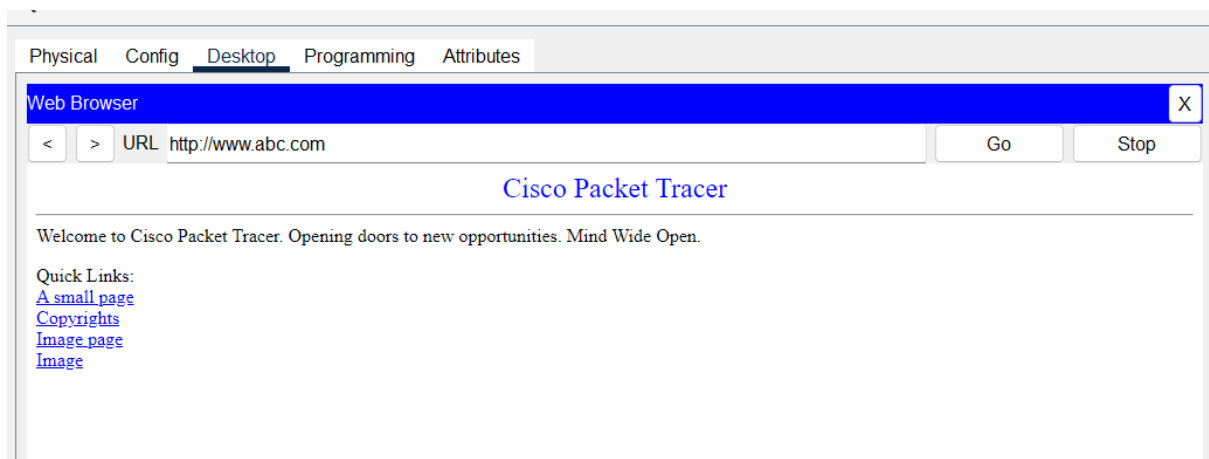 Physical Config Desktop Programming Attributes
Web Browser X
< > URL http://www.abc.com Go Stop
Cisco Packet Tracer
Welcome to Cisco Packet Tracer. Opening doors to new opportunities. Mind Wide Open.
Quick Links:
A small page
Copyrights
Image page
Image